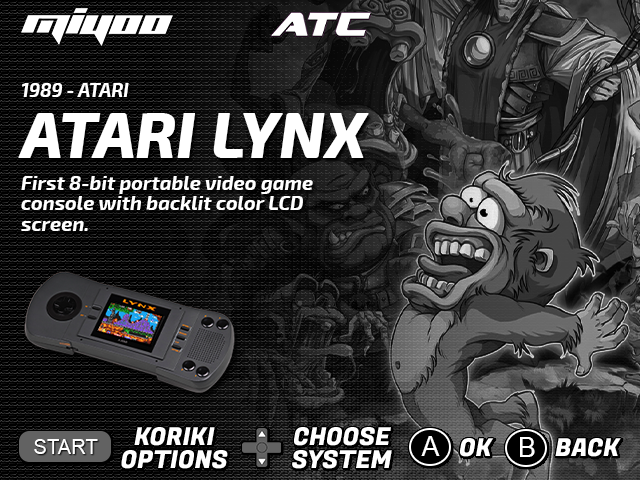 miyoo
ATC
1989 - ATARI
ATARI LYNX
First 8-bit portable video game
console with backlit color LCD
screen.
LYNX
START
KORIKI
OPTIONS
CHOOSE
SYSTEM
A
OK
B
BACK